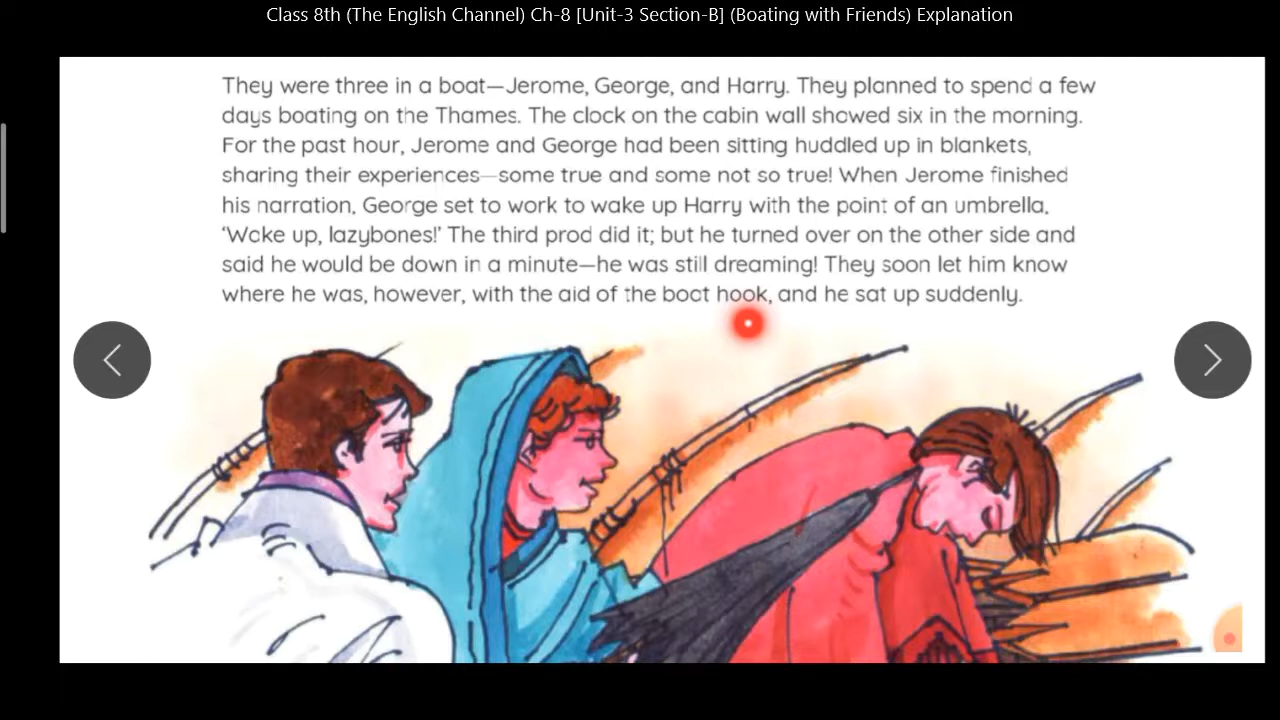 Class 8th (The English Channel) Ch-8 [Unit-3 Section-B] (Boating with Friends) Explanation
They were three in a boat—Jerome, George, and Harry. They planned to spend a few
days boating on the Thames. The clock on the cabin wall showed six in the morning.
For the past hour, Jerome and George had been sitting huddled up in blankets,
sharing their experiences—some true and some not so true! When Jerome finished
his narration, George set to work to wake up Harry with the point of an umbrella,
‘Wake up, lazybones!’ The third prod did it; but he turned over on the other side and
said he would be down in a minute—he was still dreaming! They soon let him know
where he was, however, with the aid of the boat hook, and he sat up suddenly.